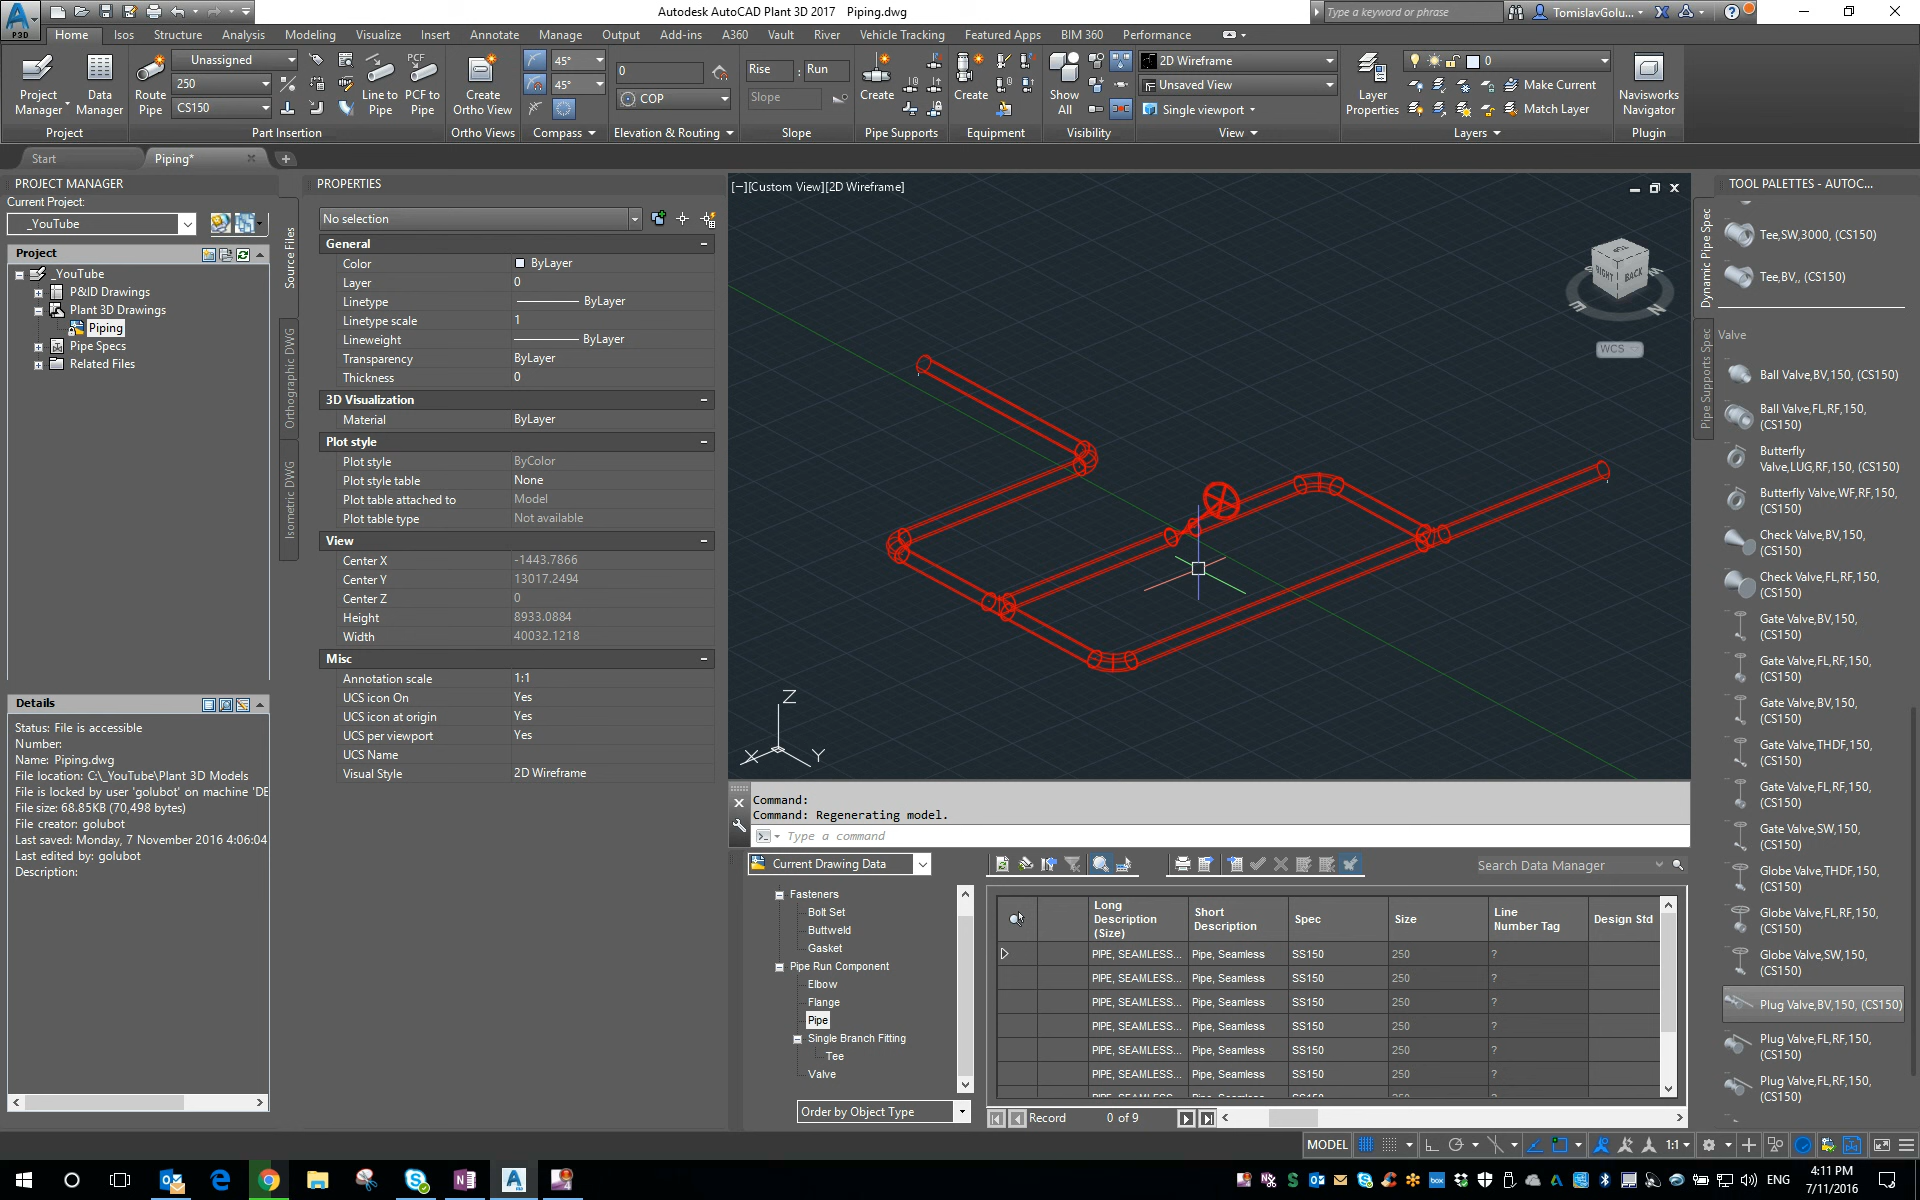 Autodesk AutoCAD Plant 3D 2017 Piping.dwg
Type a keyword or phrase
TomislavGolu...
P3D
Home Isos Structure Analysis Modeling Visualize Insert Annotate Manage Output Add-ins A360 Vault River Vehicle Tracking Featured Apps BIM 360 Performance
Project Manager
Data Manager
Project
Route Pipe
Unassigned
250
CS150
Line to Pipe
PCF to Pipe
PCF
Part Insertion
Create Ortho View
Ortho Views
45°
45°
Compass
0
COP
Elevation & Routing
Rise : Run
Slope
Slope
Create
Pipe Supports
Create
Equipment
Show All
Visibility
2D Wireframe
Unsaved View
Single viewport
View
Layer Properties
0
Make Current
Match Layer
Layers
Navisworks Navigator
Plugin
Start
Piping*
PROJECT MANAGER
Current Project:
_YouTube
Project
_YouTube
P&ID Drawings
Plant 3D Drawings
Piping
Pipe Specs
Related Files
Source Files
Orthographic DWG
Isometric DWG
Details
Status: File is accessible
Number:
Name: Piping.dwg
File location: C:\_YouTube\Plant 3D Models
File is locked by user 'golubot' on machine 'DE
File size: 68.85KB (70,498 bytes)
File creator: golubot
Last saved: Monday, 7 November 2016 4:06:04
Last edited by: golubot
Description:
PROPERTIES
No selection
General
Color ByLayer
Layer 0
Linetype ByLayer
Linetype scale 1
Lineweight ByLayer
Transparency ByLayer
Thickness 0
3D Visualization
Material ByLayer
Plot style
Plot style ByColor
Plot style table None
Plot table attached to Model
Plot table type Not available
View
Center X -1443.7866
Center Y 13017.2494
Center Z 0
Height 8933.0884
Width 40032.1218
Misc
Annotation scale 1:1
UCS icon On Yes
UCS icon at origin Yes
UCS per viewport Yes
UCS Name
Visual Style 2D Wireframe
[−][Custom View][2D Wireframe]
RIGHT BACK
E N
WCS
Z
X Y
Command:
Command: Regenerating model.
Type a command
Current Drawing Data
Search Data Manager
Fasteners
Bolt Set
Buttweld
Gasket
Pipe Run Component
Elbow
Flange
Pipe
Single Branch Fitting
Tee
Valve
Order by Object Type
Long Description (Size) Short Description Spec Size Line Number Tag Design Std
PIPE, SEAMLESS... Pipe, Seamless SS150 250 ?
PIPE, SEAMLESS... Pipe, Seamless SS150 250 ?
PIPE, SEAMLESS... Pipe, Seamless SS150 250 ?
PIPE, SEAMLESS... Pipe, Seamless SS150 250 ?
PIPE, SEAMLESS... Pipe, Seamless SS150 250 ?
PIPE, SEAMLESS... Pipe, Seamless SS150 250 ?
Record 0 of 9
TOOL PALETTES - AUTOC...
Dynamic Pipe Spec
Pipe Supports Spec
Tee,SW,3000, (CS150)
Tee,BV,, (CS150)
Valve
Ball Valve,BV,150, (CS150)
Ball Valve,FL,RF,150, (CS150)
Butterfly Valve,LUG,RF,150, (CS150)
Butterfly Valve,WF,RF,150, (CS150)
Check Valve,BV,150, (CS150)
Check Valve,FL,RF,150, (CS150)
Gate Valve,BV,150, (CS150)
Gate Valve,FL,RF,150, (CS150)
Gate Valve,BV,150, (CS150)
Gate Valve,THDF,150, (CS150)
Gate Valve,FL,RF,150, (CS150)
Gate Valve,SW,150, (CS150)
Globe Valve,THDF,150, (CS150)
Globe Valve,FL,RF,150, (CS150)
Globe Valve,SW,150, (CS150)
Plug Valve,BV,150, (CS150)
Plug Valve,FL,RF,150, (CS150)
Plug Valve,FL,RF,150, (CS150)
MODEL 1:1
ENG
4:11 PM
7/11/2016